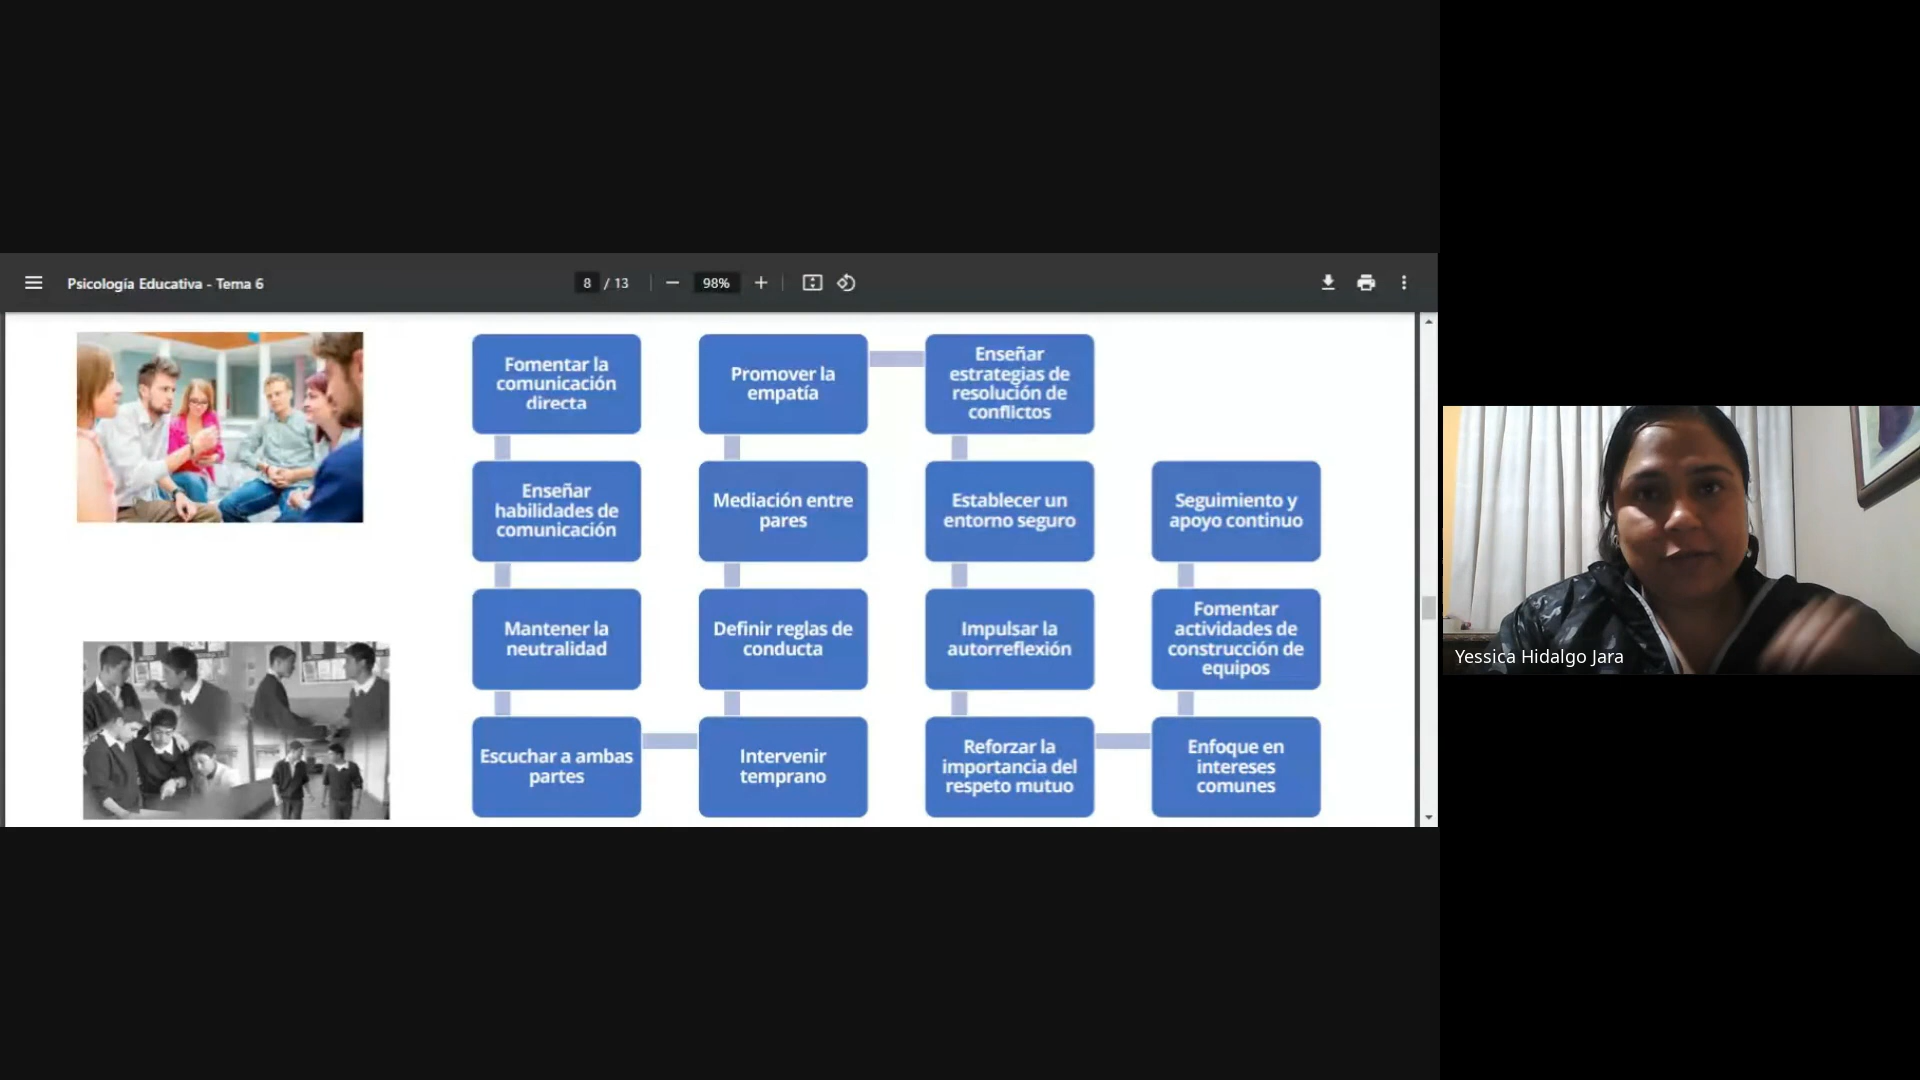 Psicología Educativa - Tema 6
8 / 13
98%
Fomentar la
comunicación
directa
Enseñar
habilidades de
comunicación
Mantener la
neutralidad
Escuchar a ambas
partes
Intervenir
temprano
Definir reglas de
conducta
Mediación entre
pares
Promover la
empatía
Enseñar
estrategias de
resolución de
conflictos
Establecer un
entorno seguro
Impulsar la
autorreflexión
Reforzar la
importancia del
respeto mutuo
Enfoque en
intereses
comunes
Fomentar
actividades de
construcción de
equipos
Seguimiento y
apoyo continuo
Yessica Hidalgo Jara